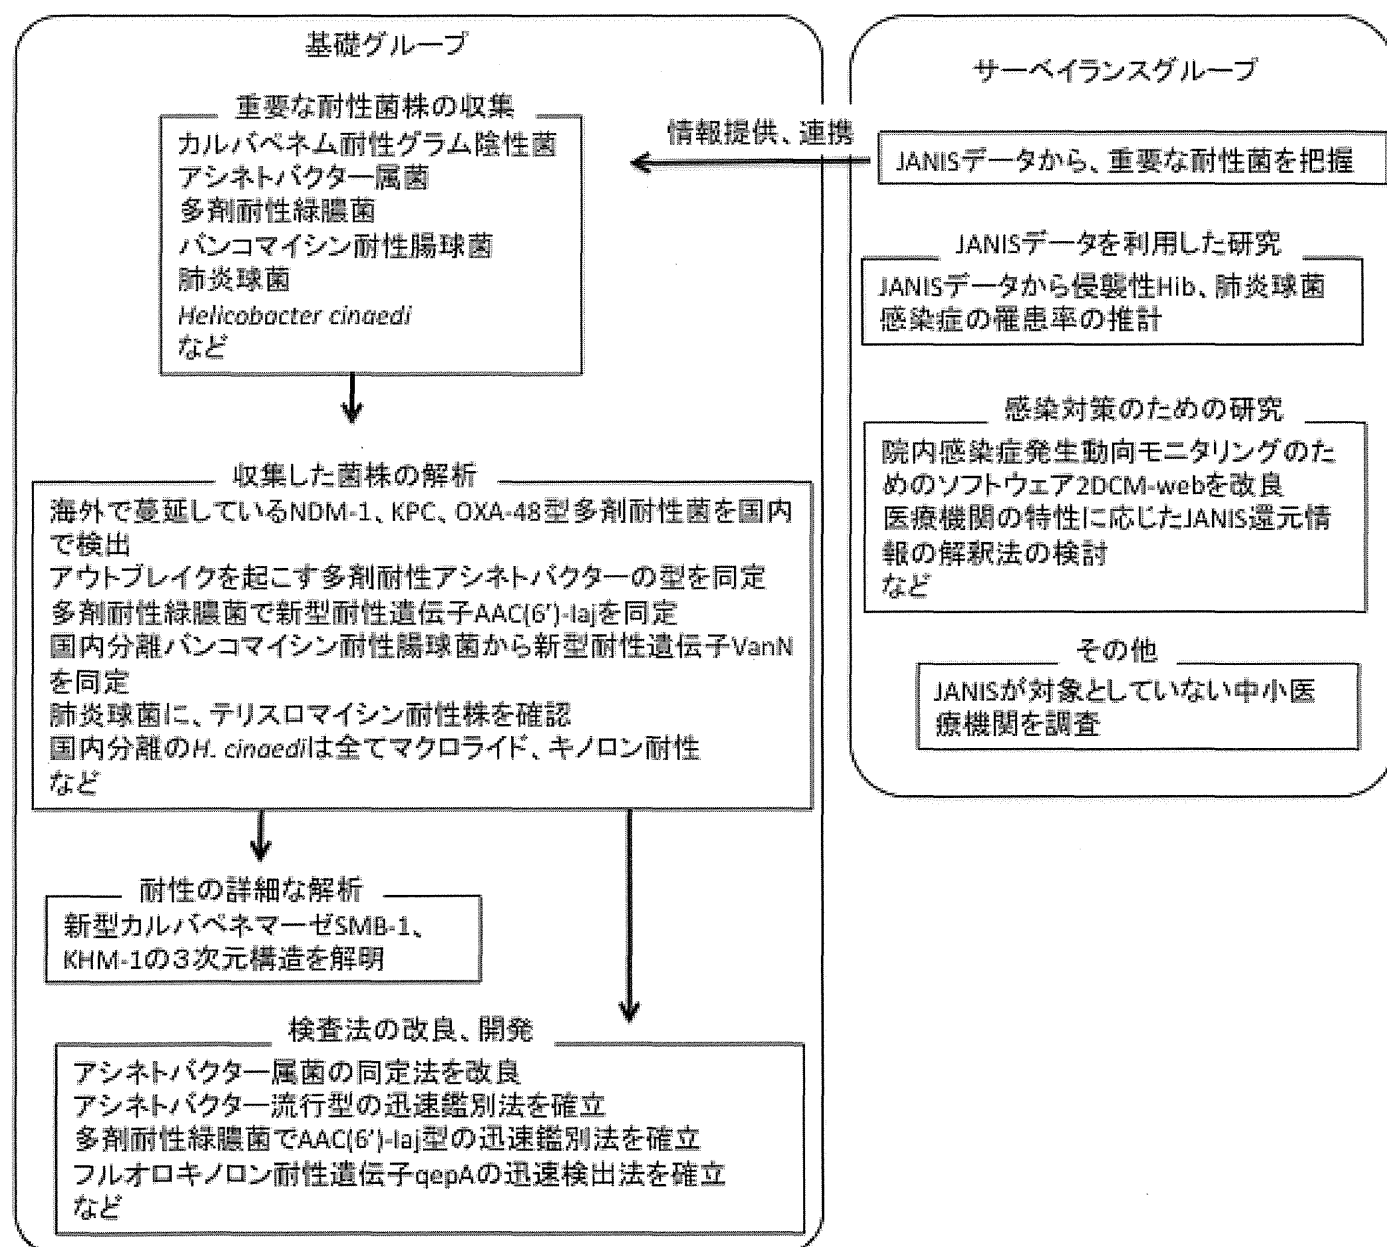 基礎グループ
重要な耐性菌株の収集
カルバペネム耐性グラム陰性菌
アシネトバクター属菌
多剤耐性緑膿菌
バンコマイシン耐性腸球菌
肺炎球菌
Helicobacter cinaedi
など
収集した菌株の解析
海外で蔓延しているNDM-1、KPC、OXA-48型多剤耐性菌を国内
で検出
アウトブレイクを起こす多剤耐性アシネトバクターの型を同定
多剤耐性緑膿菌で新型耐性遺伝子AAC(6')-Iajを同定
国内分離バンコマイシン耐性腸球菌から新型耐性遺伝子VanN
を同定
肺炎球菌に、テリスロマイシン耐性株を確認
国内分離のH. cinaediは全てマクロライド、キノロン耐性
など
耐性の詳細な解析
新型カルバペネマーゼSMB-1、
KHM-1の３次元構造を解明
検査法の改良、開発
アシネトバクター属菌の同定法を改良
アシネトバクター流行型の迅速鑑別法を確立
多剤耐性緑膿菌でAAC(6')-Iaj型の迅速鑑別法を確立
フルオロキノロン耐性遺伝子qepAの迅速検出法を確立
など
情報提供、連携
サーベイランスグループ
JANISデータから、重要な耐性菌を把握
JANISデータを利用した研究
JANISデータから侵襲性Hib、肺炎球菌
感染症の罹患率の推計
感染対策のための研究
院内感染症発生動向モニタリングのた
めのソフトウェア2DCM-webを改良
医療機関の特性に応じたJANIS還元情
報の解釈法の検討
など
その他
JANISが対象としていない中小医
療機関を調査